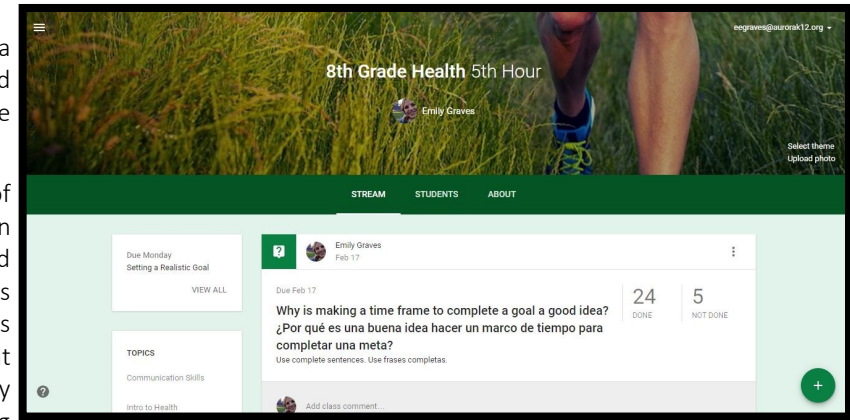 a
d
e
of
n
d
s
s
t
y
g
eegraves@aurorak12.org
8th Grade Health 5th Hour
Emily Graves
Select theme
Upload photo
STREAM STUDENTS ABOUT
Due Monday
Setting a Realistic Goal
VIEW ALL
TOPICS
Communication Skills
Intro to Health
?
Emily Graves
Feb 17
Due Feb 17
Why is making a time frame to complete a goal a good idea?
¿Por qué es una buena idea hacer un marco de tiempo para
completar una meta?
Use complete sentences. Use frases completas.
24
DONE
5
NOT DONE
Add class comment...
?
+